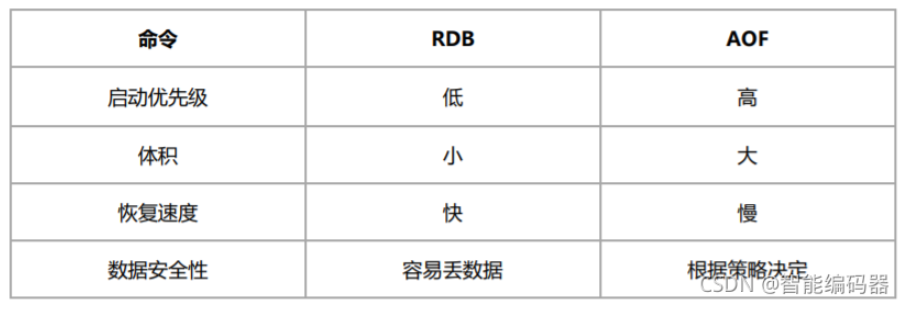 命令 RDB AOF
启动优先级 低 高
体积 小 大
恢复速度 快 慢
数据安全性 容易丢数据 根据策略决定
CSDN @智能编码器